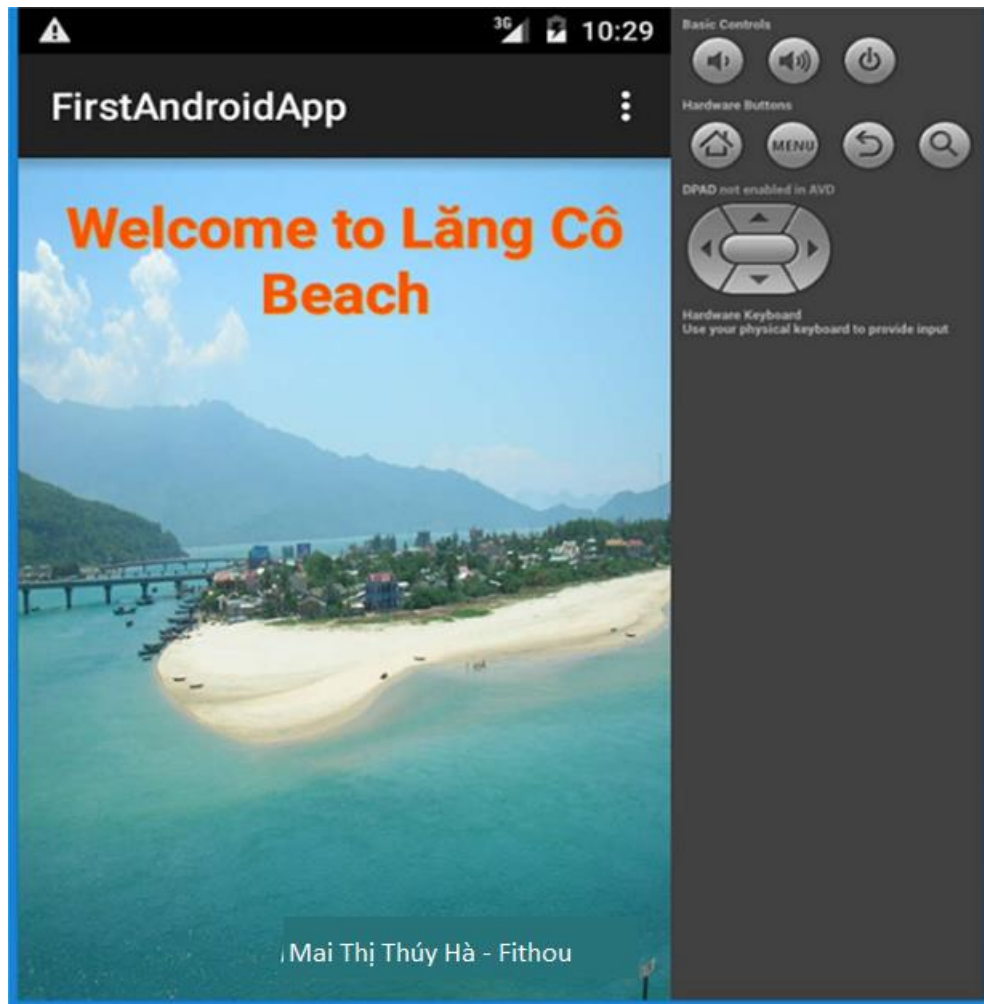 3G 10:29
FirstAndroidApp
Welcome to Lăng Cô
Beach
Mai Thị Thúy Hà - Fithou
Basic Controls
Hardware Buttons
MENU
DPAD not enabled in AVD
Hardware Keyboard
Use your physical keyboard to provide input